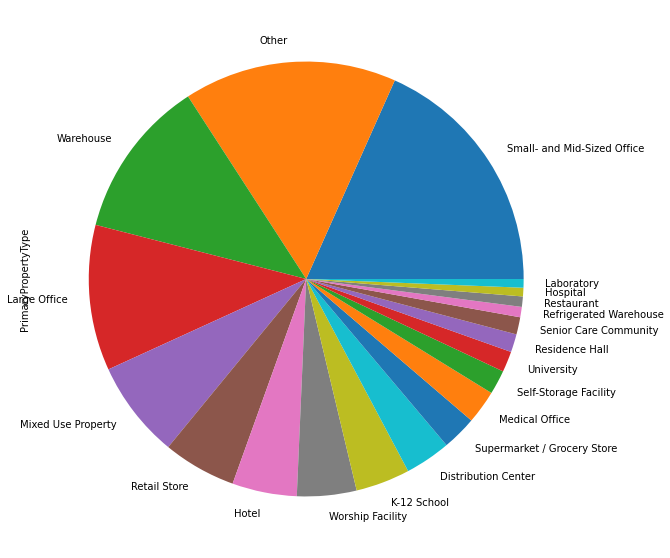 Other
Small- and Mid-Sized Office
Warehouse
PrimaryPropertyType
Large Office
Laboratory
Hospital
Restaurant
Refrigerated Warehouse
Senior Care Community
Residence Hall
University
Self-Storage Facility
Medical Office
Supermarket / Grocery Store
Distribution Center
K-12 School
Worship Facility
Hotel
Retail Store
Mixed Use Property